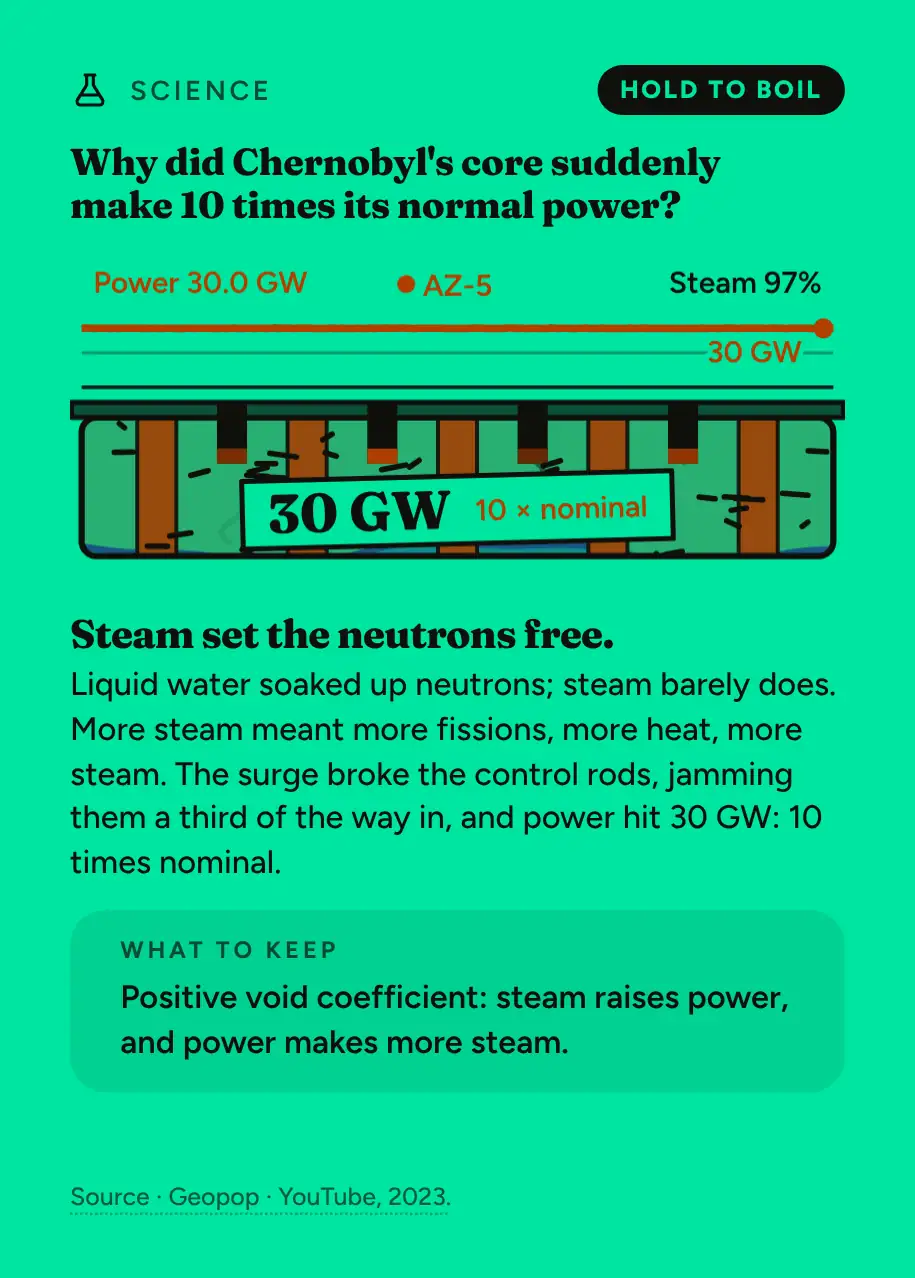 SCIENCE
HOLD TO BOIL
Why did Chernobyl's core suddenly
make 10 times its normal power?
Power 30.0 GW
AZ-5
Steam 97%
30 GW
30 GW 10 × nominal
Steam set the neutrons free.
Liquid water soaked up neutrons; steam barely does.
More steam meant more fissions, more heat, more
steam. The surge broke the control rods, jamming
them a third of the way in, and power hit 30 GW: 10
times nominal.
WHAT TO KEEP
Positive void coefficient: steam raises power,
and power makes more steam.
Source · Geopop · YouTube, 2023.